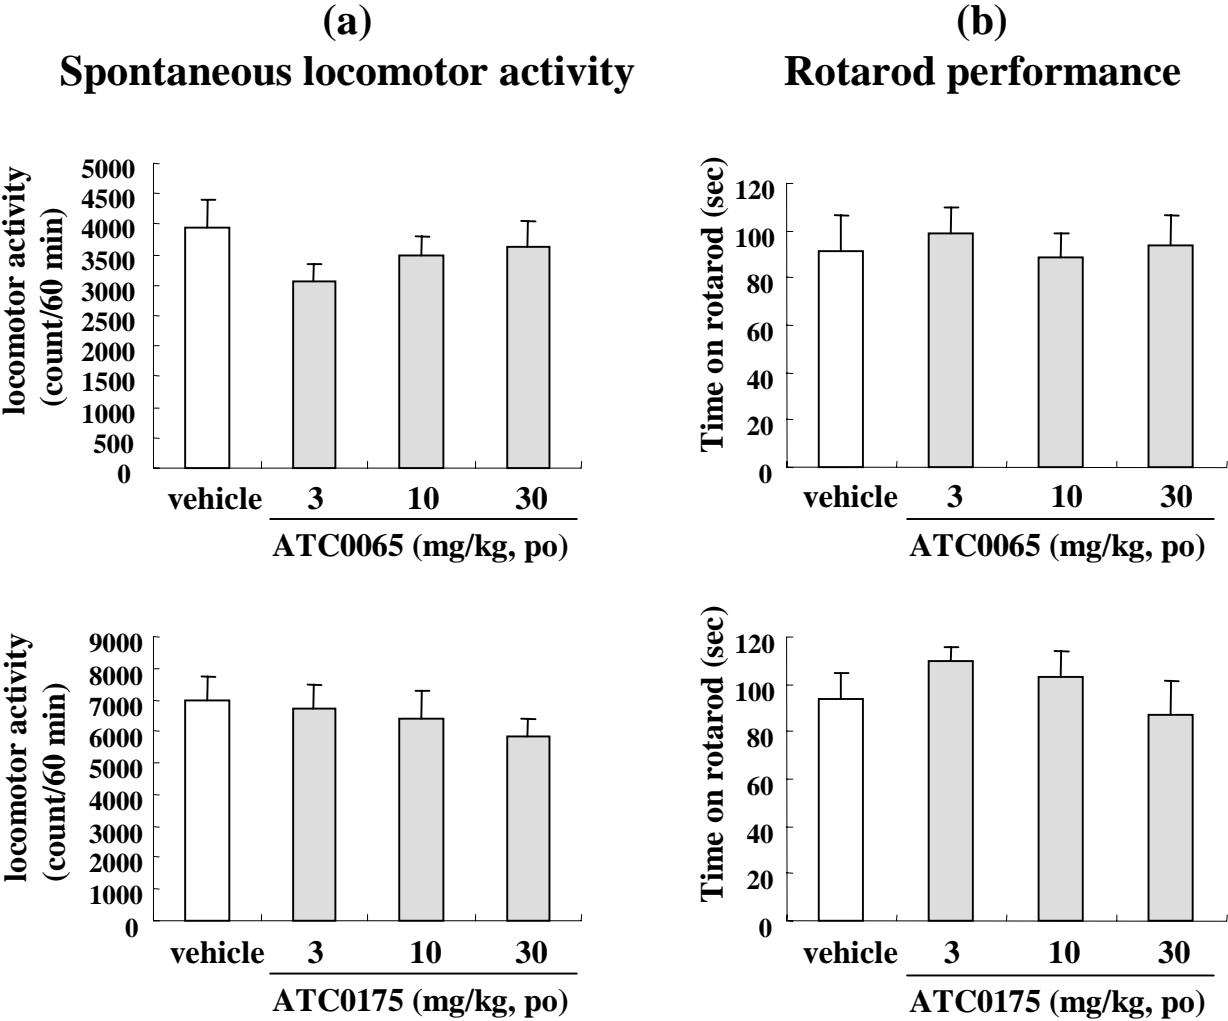 (a)
Spontaneous locomotor activity
locomotor activity
(count/60 min)
5000
4500
4000
3500
3000
2500
2000
1500
1000
500
0
vehicle 3 10 30
ATC0065 (mg/kg, po)
locomotor activity
(count/60 min)
9000
8000
7000
6000
5000
4000
3000
2000
1000
0
vehicle 3 10 30
ATC0175 (mg/kg, po)
(b)
Rotarod performance
Time on rotarod (sec)
120
100
80
60
40
20
0
vehicle 3 10 30
ATC0065 (mg/kg, po)
Time on rotarod (sec)
120
100
80
60
40
20
0
vehicle 3 10 30
ATC0175 (mg/kg, po)